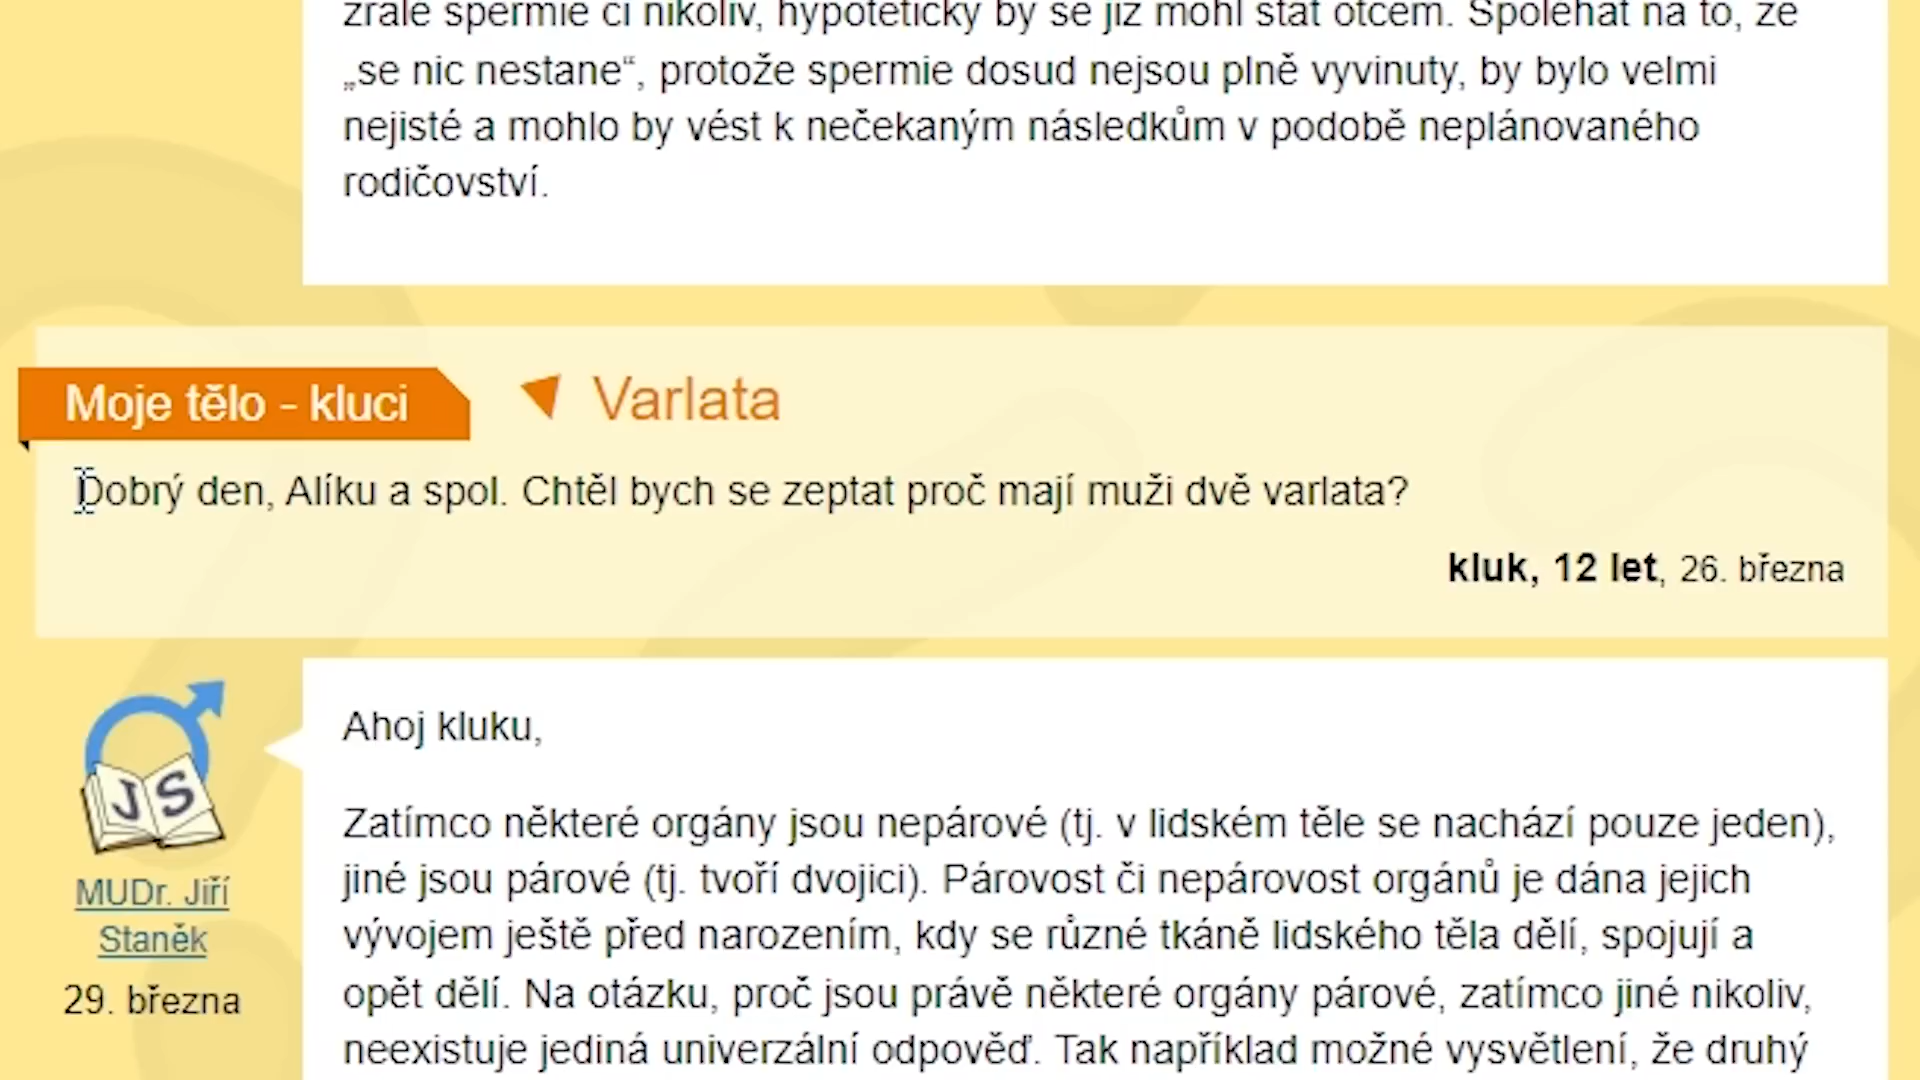 zralé spermie či nikoliv, hypoteticky by se již mohl stát otcem. Spoléhat na to, že
„se nic nestane“, protože spermie dosud nejsou plně vyvinuty, by bylo velmi
nejisté a mohlo by vést k nečekaným následkům v podobě neplánovaného
rodičovství.
Moje tělo - kluci
Varlata
Dobrý den, Alíku a spol. Chtěl bych se zeptat proč mají muži dvě varlata?
kluk, 12 let, 26. března
JS
MUDr. Jiří
Staněk
29. března
Ahoj kluku,
Zatímco některé orgány jsou nepárové (tj. v lidském těle se nachází pouze jeden),
jiné jsou párové (tj. tvoří dvojici). Párovost či nepárovost orgánů je dána jejich
vývojem ještě před narozením, kdy se různé tkáně lidského těla dělí, spojují a
opět dělí. Na otázku, proč jsou právě některé orgány párové, zatímco jiné nikoliv,
neexistuje jediná univerzální odpověď. Tak například možné vysvětlení, že druhý